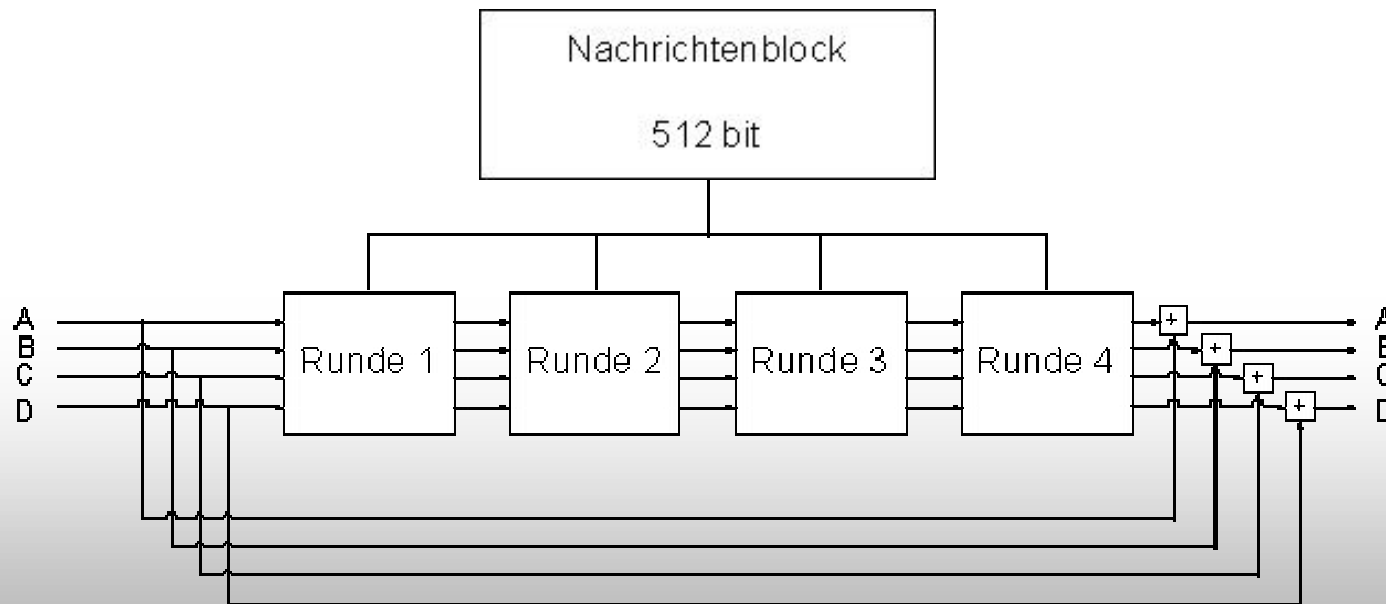 Nachrichtenblock
512 bit
A
B
C
D
Runde 1
Runde 2
Runde 3
Runde 4
+
+
+
+
A
B
C
D